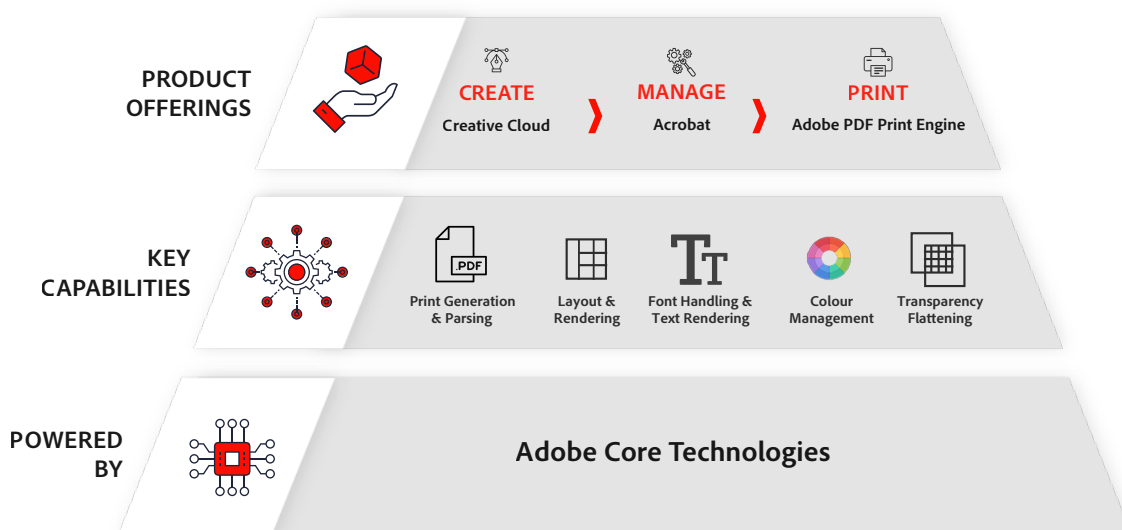 PRODUCT
OFFERINGS
CREATE
Creative Cloud
MANAGE
Acrobat
PRINT
Adobe PDF Print Engine
KEY
CAPABILITIES
.PDF
Print Generation
& Parsing
Layout &
Rendering
TT
Font Handling &
Text Rendering
Colour
Management
Transparency
Flattening
POWERED
BY
Adobe Core Technologies